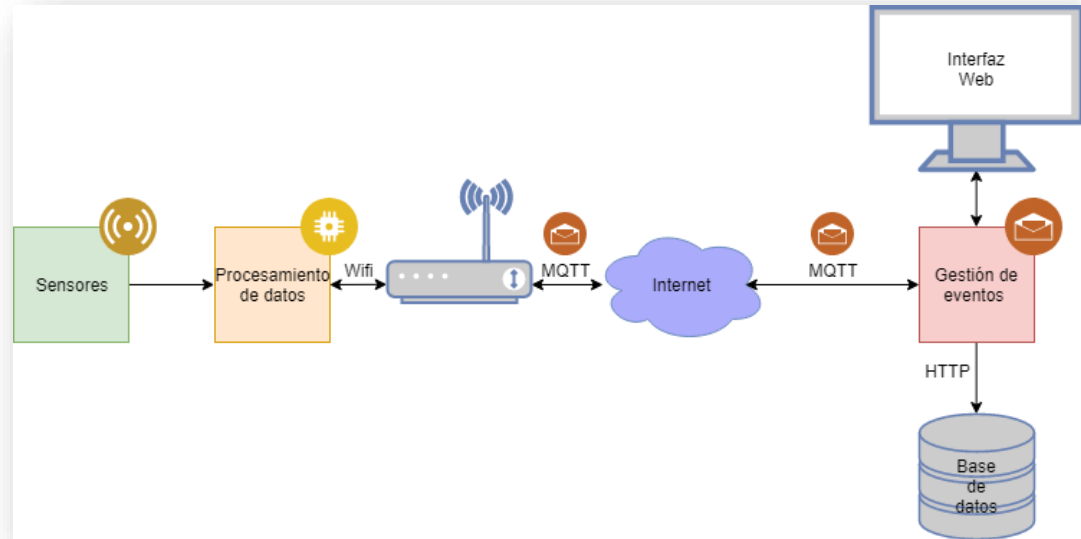 Interfaz
Web
Sensores
Procesamiento
de datos
Wifi
MQTT
Internet
MQTT
Gestión de
eventos
HTTP
Base
de
datos